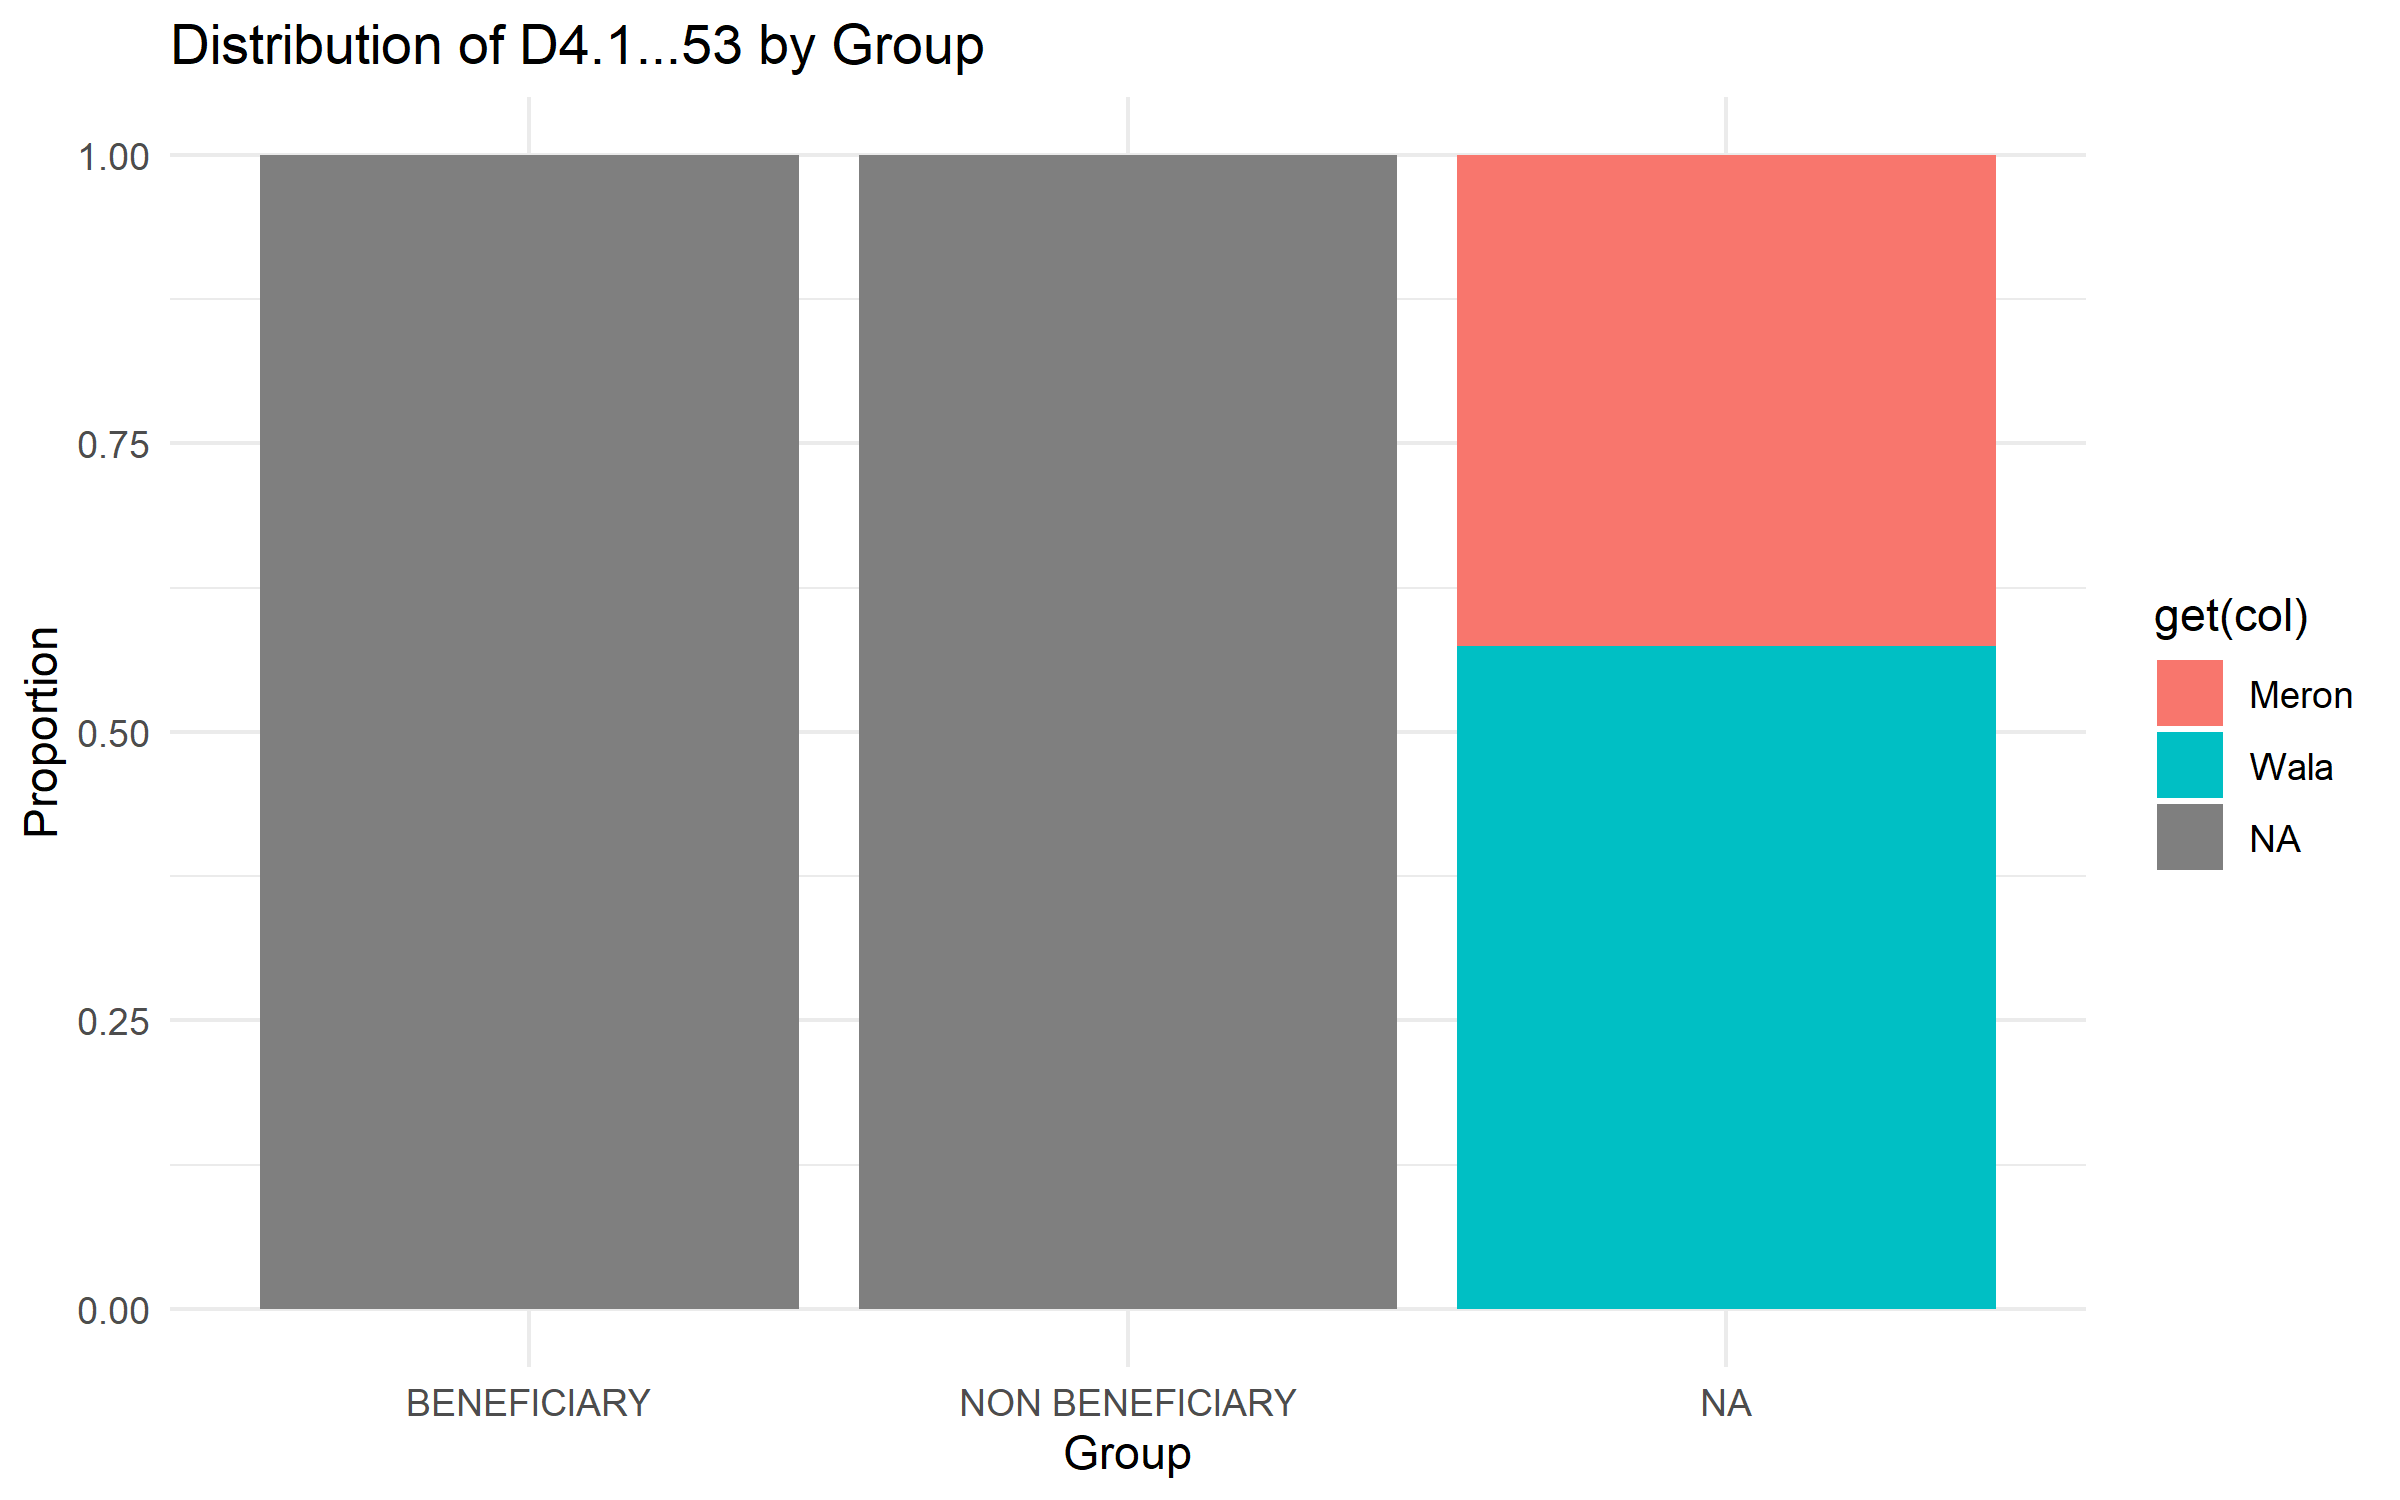 Distribution of D4.1...53 by Group
1.00
0.75
0.50
0.25
0.00
Proportion
BENEFICIARY
NON BENEFICIARY
NA
Group
get(col)
Meron
Wala
NA